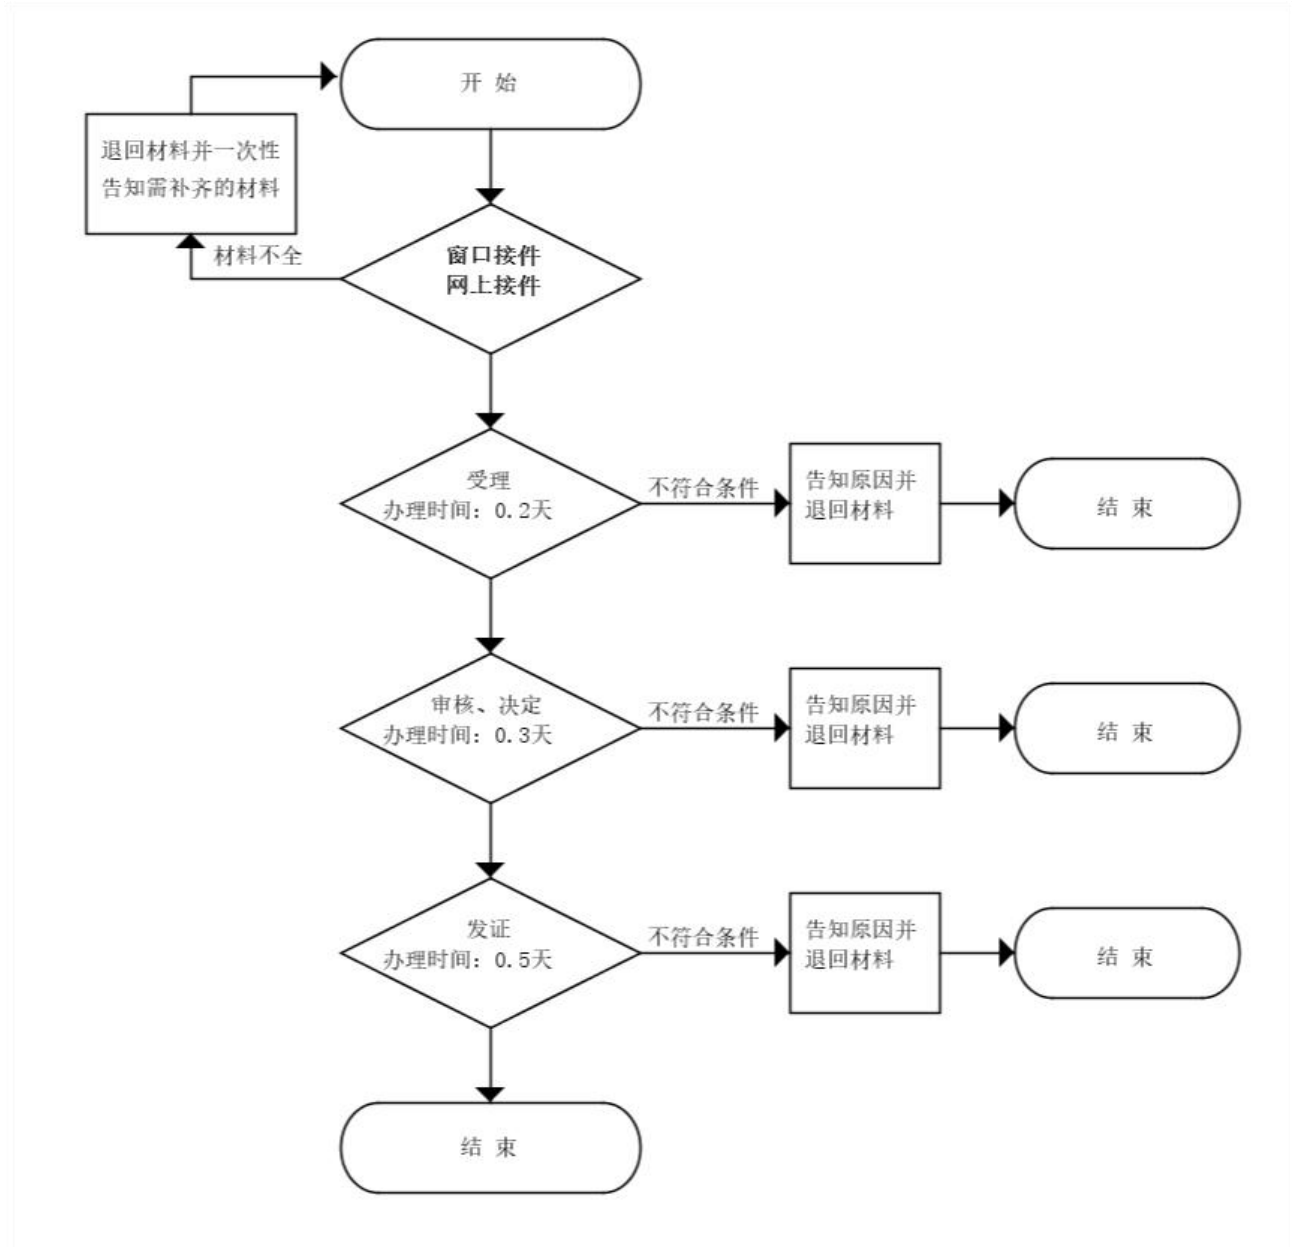 开 始
退回材料并一次性
告知需补齐的材料
材料不全
窗口接件
网上接件
受理
办理时间：0.2天
不符合条件
告知原因并
退回材料
结 束
审核、决定
办理时间：0.3天
不符合条件
告知原因并
退回材料
结 束
发证
办理时间：0.5天
不符合条件
告知原因并
退回材料
结 束
结 束